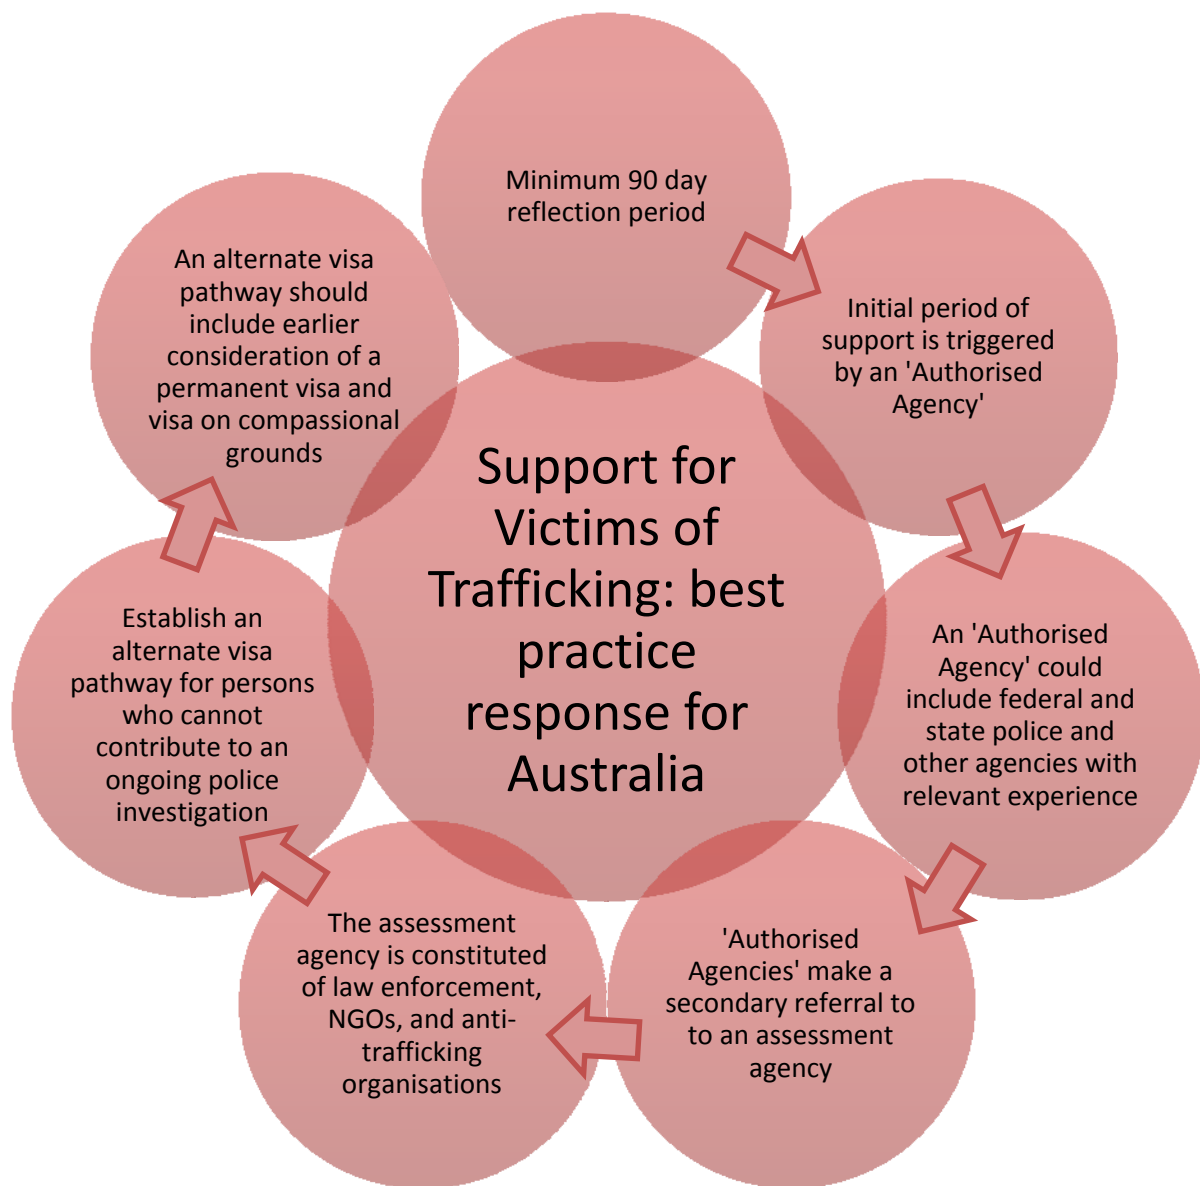 Minimum 90 day
reflection period
Initial period of
support is triggered
by an 'Authorised
Agency'
An 'Authorised
Agency' could
include federal and
state police and
other agencies with
relevant experience
'Authorised
Agencies' make a
secondary referral to
to an assessment
agency
The assessment
agency is constituted
of law enforcement,
NGOs, and anti-
trafficking
organisations
Establish an
alternate visa
pathway for persons
who cannot
contribute to an
ongoing police
investigation
An alternate visa
pathway should
include earlier
consideration of a
permanent visa and
visa on compassional
grounds
Support for
Victims of
Trafficking: best
practice
response for
Australia